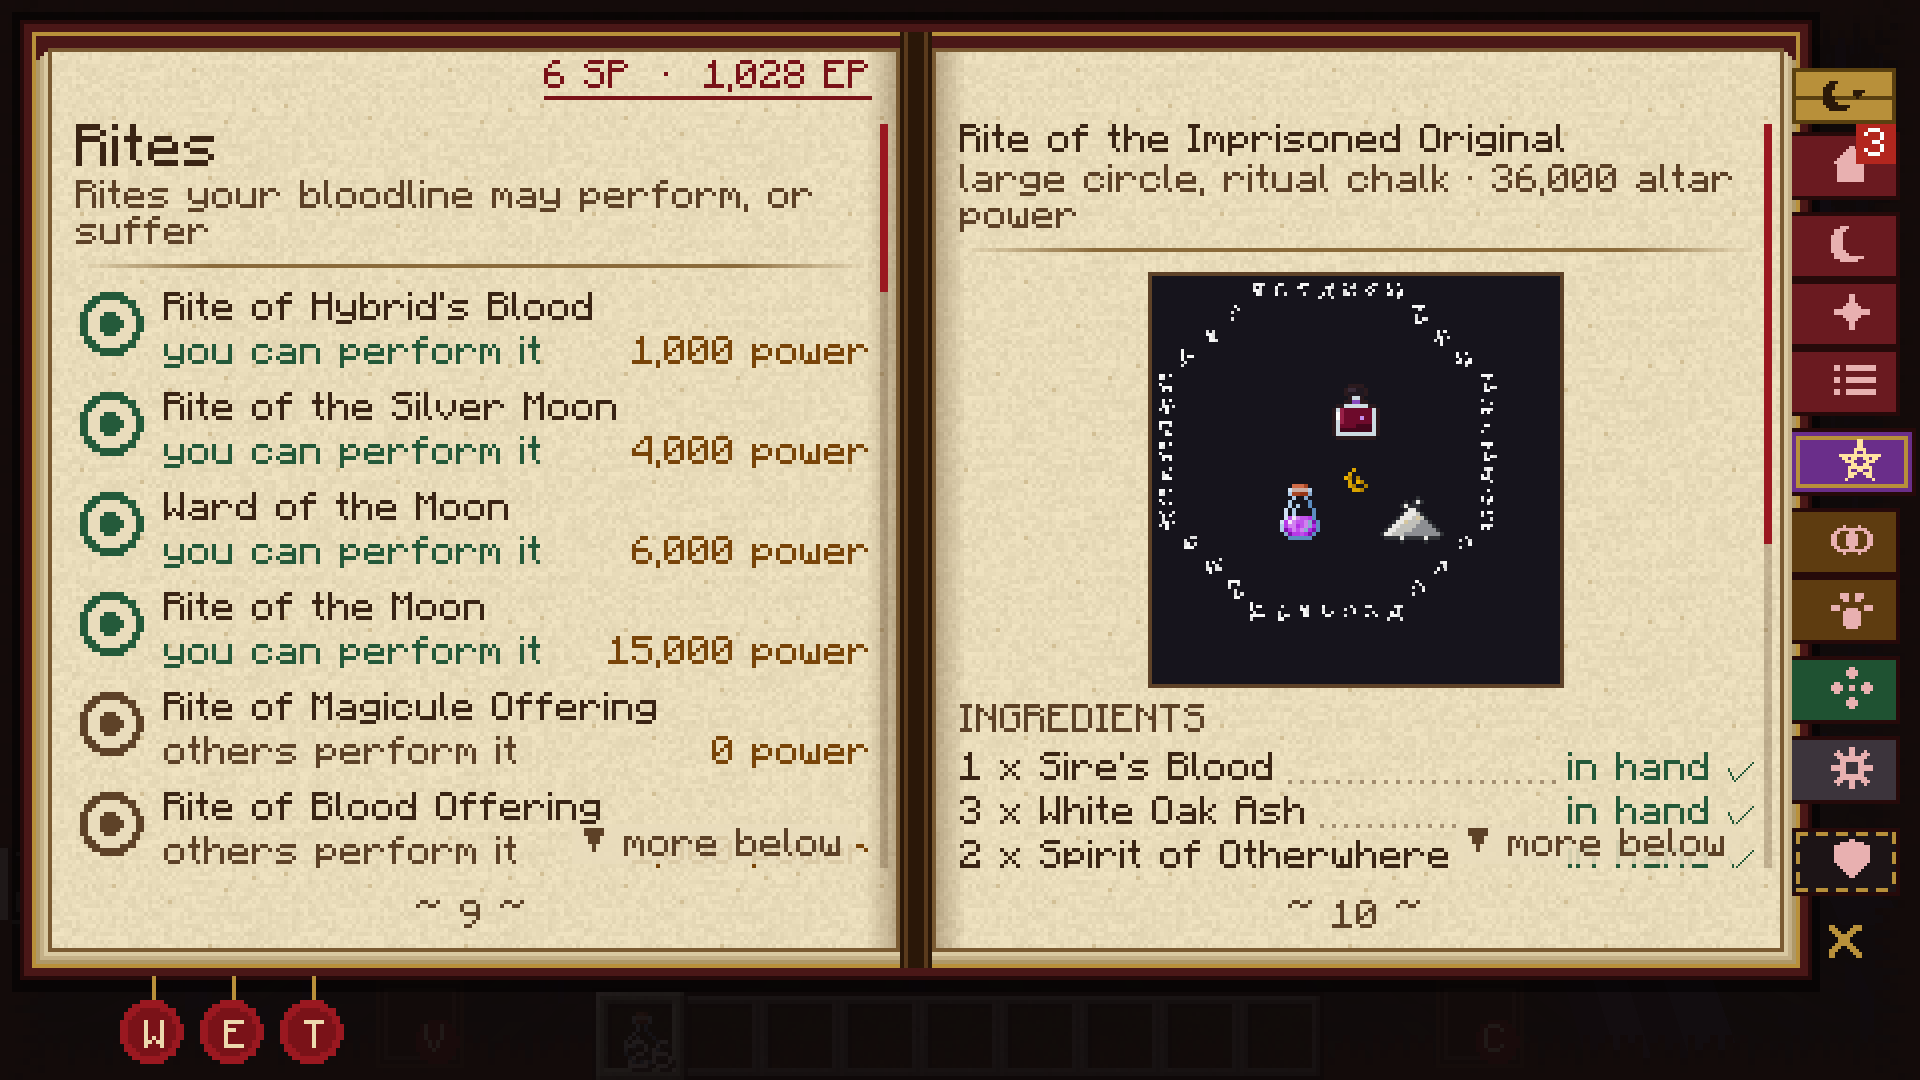 6 SP · 1,028 EP
Rites
Rites your bloodline may perform, or
suffer
Rite of Hybrid's Blood
you can perform it 1,000 power
Rite of the Silver Moon
you can perform it 4,000 power
Ward of the Moon
you can perform it 6,000 power
Rite of the Moon
you can perform it 15,000 power
Rite of Magicule Offering
others perform it 0 power
Rite of Blood Offering
others perform it
▼ more below
~ 9 ~
Rite of the Imprisoned Original
large circle, ritual chalk · 36,000 altar
power
INGREDIENTS
1 x Sire's Blood in hand ✓
3 x White Oak Ash in hand ✓
2 x Spirit of Otherwhere in hand ✓
▼ more below
~ 10 ~
3
W E T
V
26
C